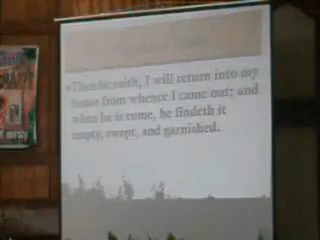 Then he saith, I will return into my
house from whence I came out; and
when he is come, he findeth it
empty, swept, and garnished.